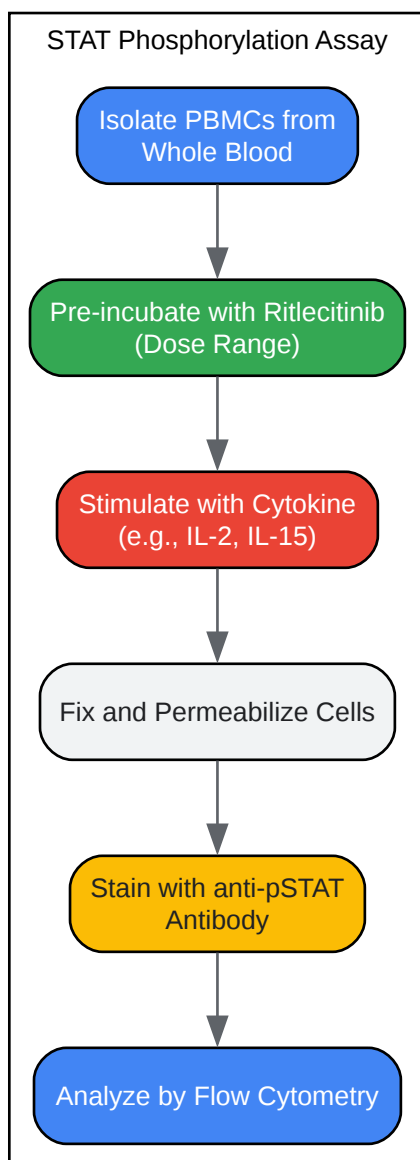 STAT Phosphorylation Assay
Isolate PBMCs from
Whole Blood
Pre-incubate with Ritlecitinib
(Dose Range)
Stimulate with Cytokine
(e.g., IL-2, IL-15)
Fix and Permeabilize Cells
Stain with anti-pSTAT
Antibody
Analyze by Flow Cytometry